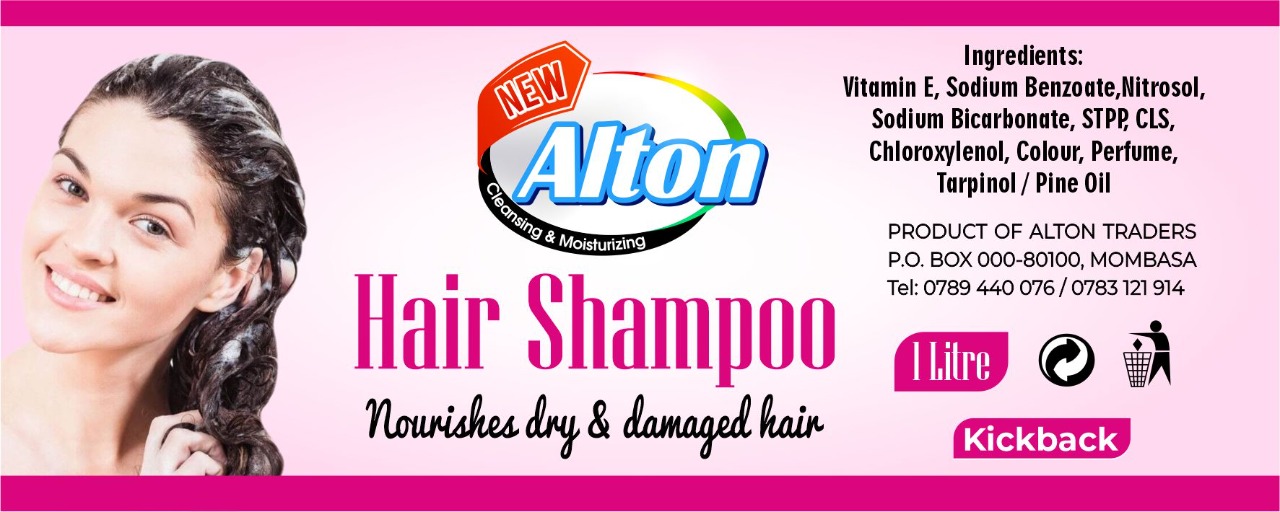 NEW
Alton
Cleansing & Moisturizing
Hair Shampoo
Nourishes dry & damaged hair
Ingredients:
Vitamin E, Sodium Benzoate,Nitrosol,
Sodium Bicarbonate, STPP, CLS,
Chloroxylenol, Colour, Perfume,
Tarpinol / Pine Oil
PRODUCT OF ALTON TRADERS
P.O. BOX 000-80100, MOMBASA
Tel: 0789 440 076 / 0783 121 914
1 Litre
Kickback